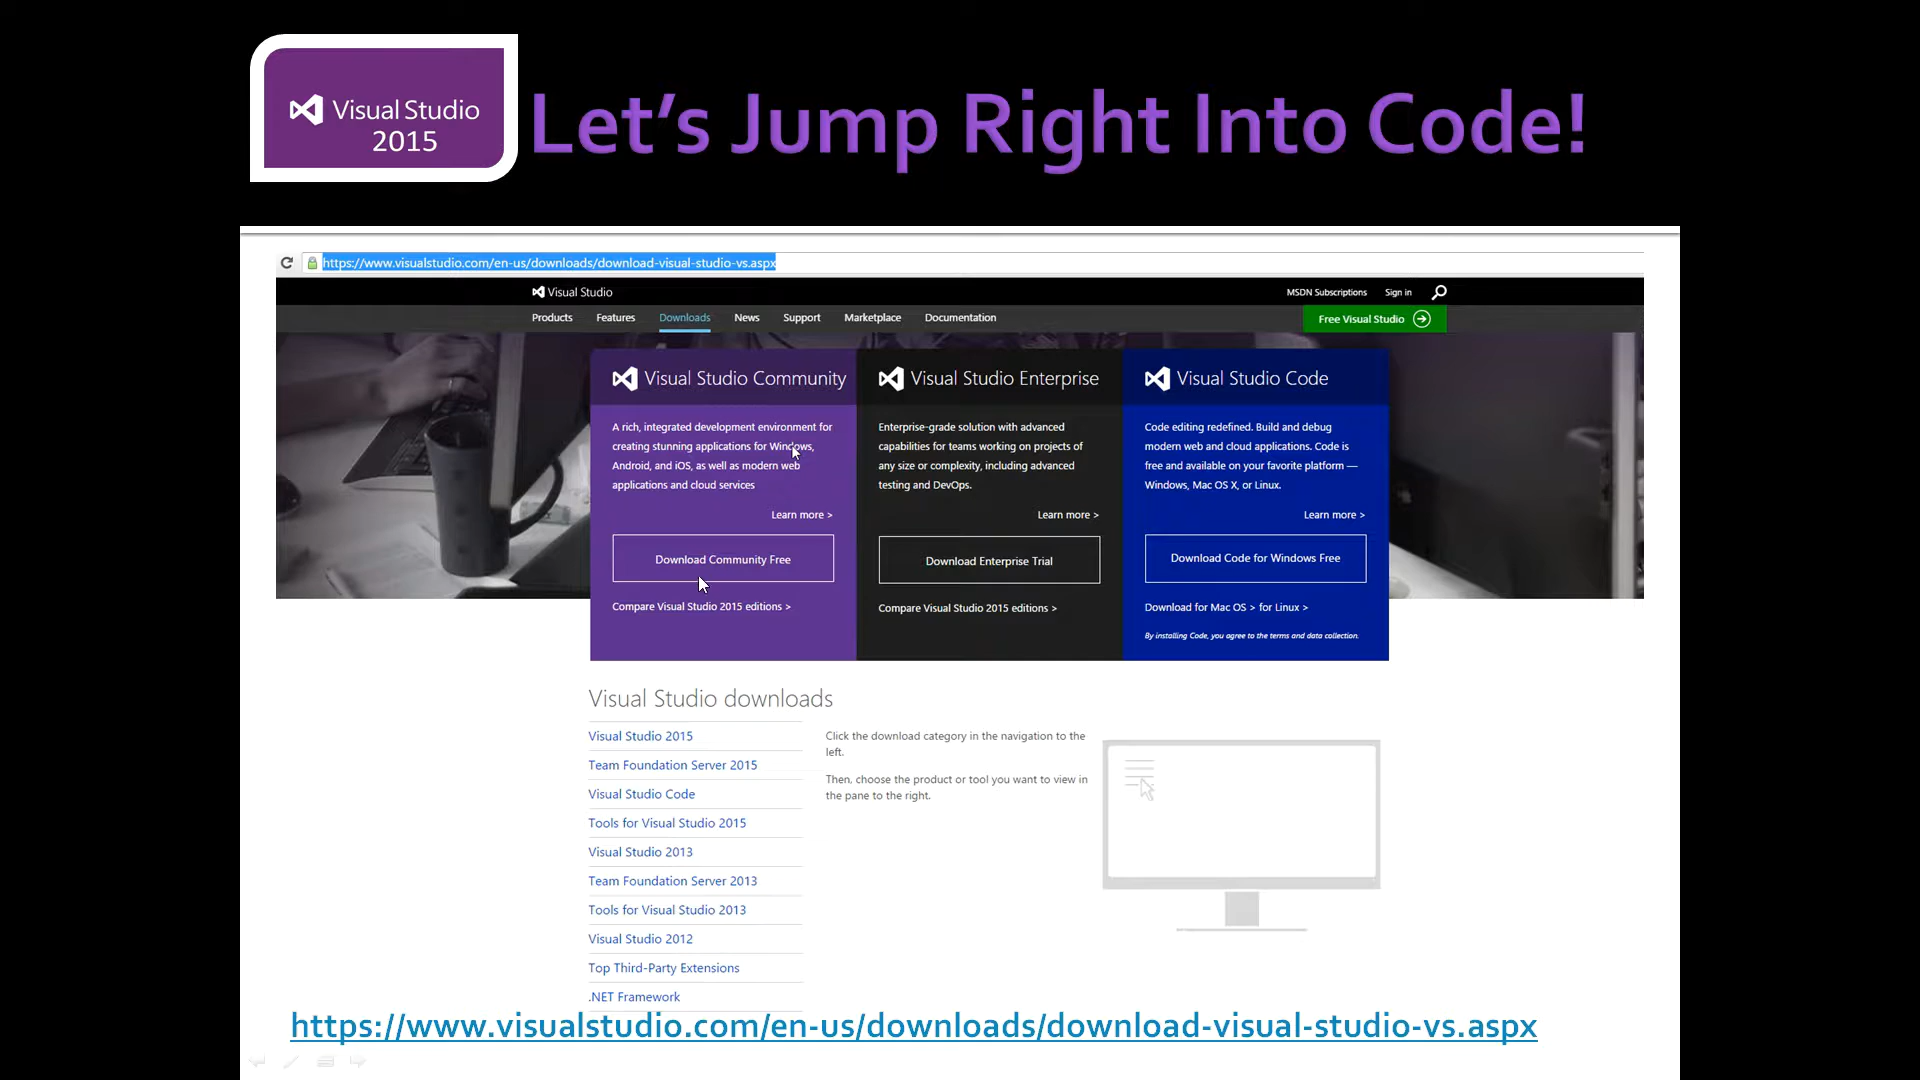 Visual Studio
2015
Let's Jump Right Into Code!
https://www.visualstudio.com/en-us/downloads/download-visual-studio-vs.aspx
Visual Studio
MSDN Subscriptions
Sign in
Products
Features
Downloads
News
Support
Marketplace
Documentation
Free Visual Studio
Visual Studio Community
A rich, integrated development environment for
creating stunning applications for Windows,
Android, and iOS, as well as modern web
applications and cloud services
Learn more >
Download Community Free
Compare Visual Studio 2015 editions >
Visual Studio Enterprise
Enterprise-grade solution with advanced
capabilities for teams working on projects of
any size or complexity, including advanced
testing and DevOps.
Learn more >
Download Enterprise Trial
Compare Visual Studio 2015 editions >
Visual Studio Code
Code editing redefined. Build and debug
modern web and cloud applications. Code is
free and available on your favorite platform —
Windows, Mac OS X, or Linux.
Learn more >
Download Code for Windows Free
Download for Mac OS > for Linux >
By installing Code, you agree to the terms and data collection.
Visual Studio downloads
Visual Studio 2015
Team Foundation Server 2015
Visual Studio Code
Tools for Visual Studio 2015
Visual Studio 2013
Team Foundation Server 2013
Tools for Visual Studio 2013
Visual Studio 2012
Top Third-Party Extensions
.NET Framework
Click the download category in the navigation to the
left.
Then, choose the product or tool you want to view in
the pane to the right.
https://www.visualstudio.com/en-us/downloads/download-visual-studio-vs.aspx